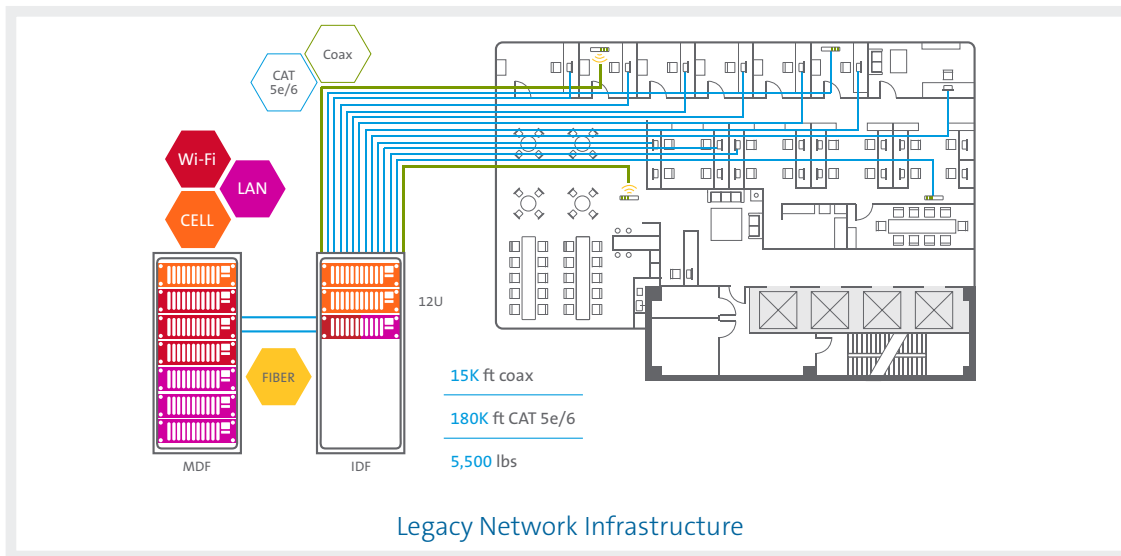 Coax
CAT
5e/6
Wi-Fi
LAN
CELL
12U
FIBER
15K ft coax
180K ft CAT 5e/6
5,500 lbs
MDF
IDF
Legacy Network Infrastructure